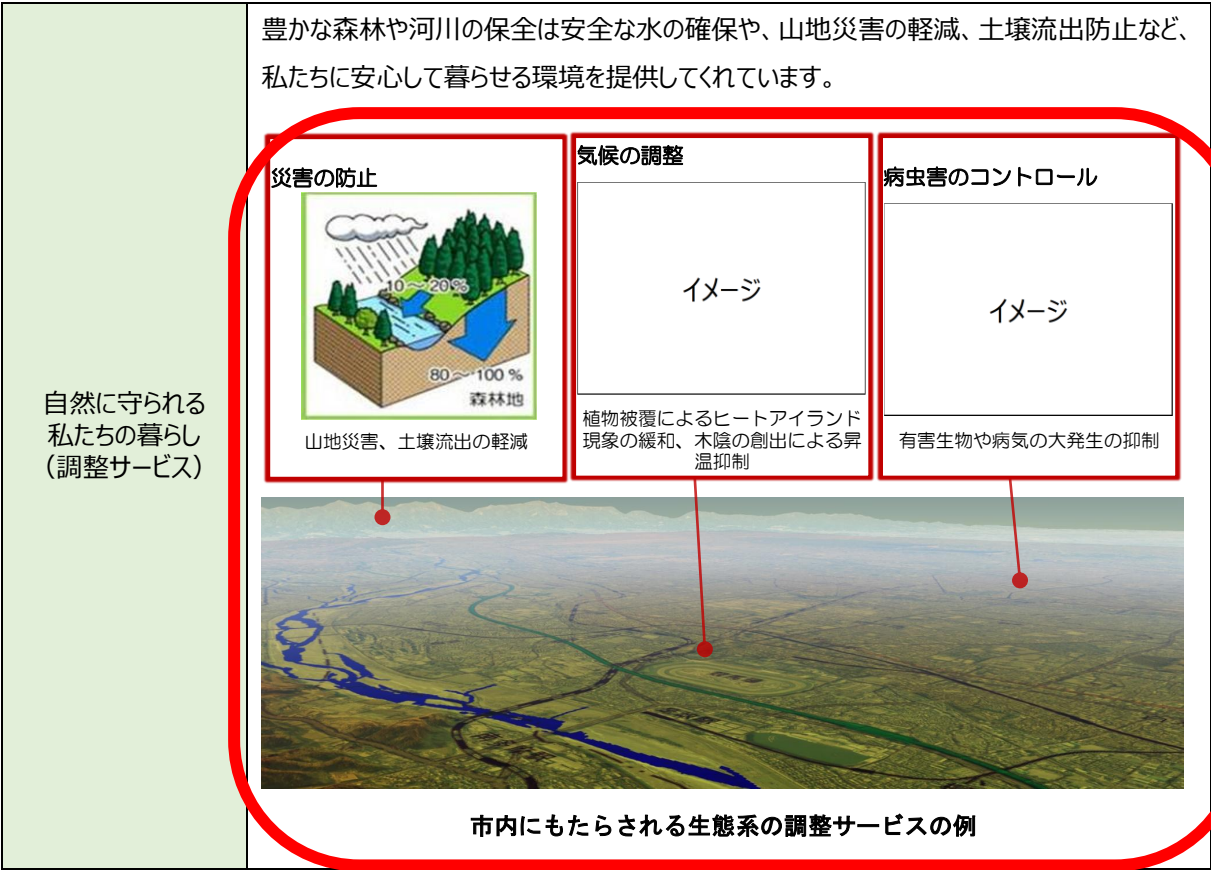 豊かな森林や河川の保全は安全な水の確保や、山地災害の軽減、土壌流出防止など、
私たちに安心して暮らせる環境を提供してくれています。
自然に守られる
私たちの暮らし
（調整サービス）
災害の防止
10～20％
80～100％
森林地
山地災害、土壌流出の軽減
気候の調整
イメージ
植物被覆によるヒートアイランド
現象の緩和、木陰の創出による昇
温抑制
病虫害のコントロール
イメージ
有害生物や病気の大発生の抑制
市内にもたらされる生態系の調整サービスの例